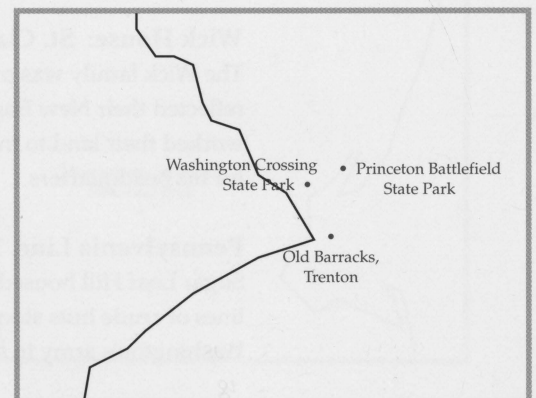 Washington Crossing
State Park
Princeton Battlefield
State Park
Old Barracks,
Trenton